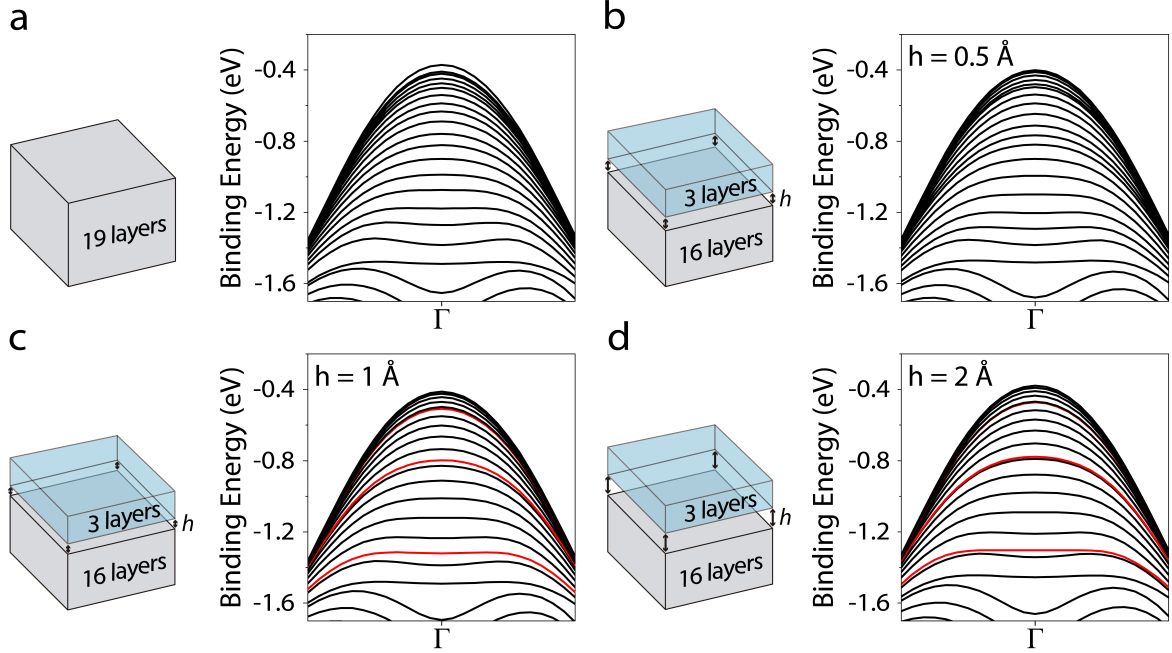 a
Binding Energy (eV)
-0.4
-0.8
-1.2
-1.6
Γ
19 layers
b
Binding Energy (eV)
h = 0.5 Å
-0.4
-0.8
-1.2
-1.6
Γ
3 layers
h
16 layers
c
Binding Energy (eV)
h = 1 Å
-0.4
-0.8
-1.2
-1.6
Γ
3 layers
h
16 layers
d
Binding Energy (eV)
h = 2 Å
-0.4
-0.8
-1.2
-1.6
Γ
3 layers
h
16 layers